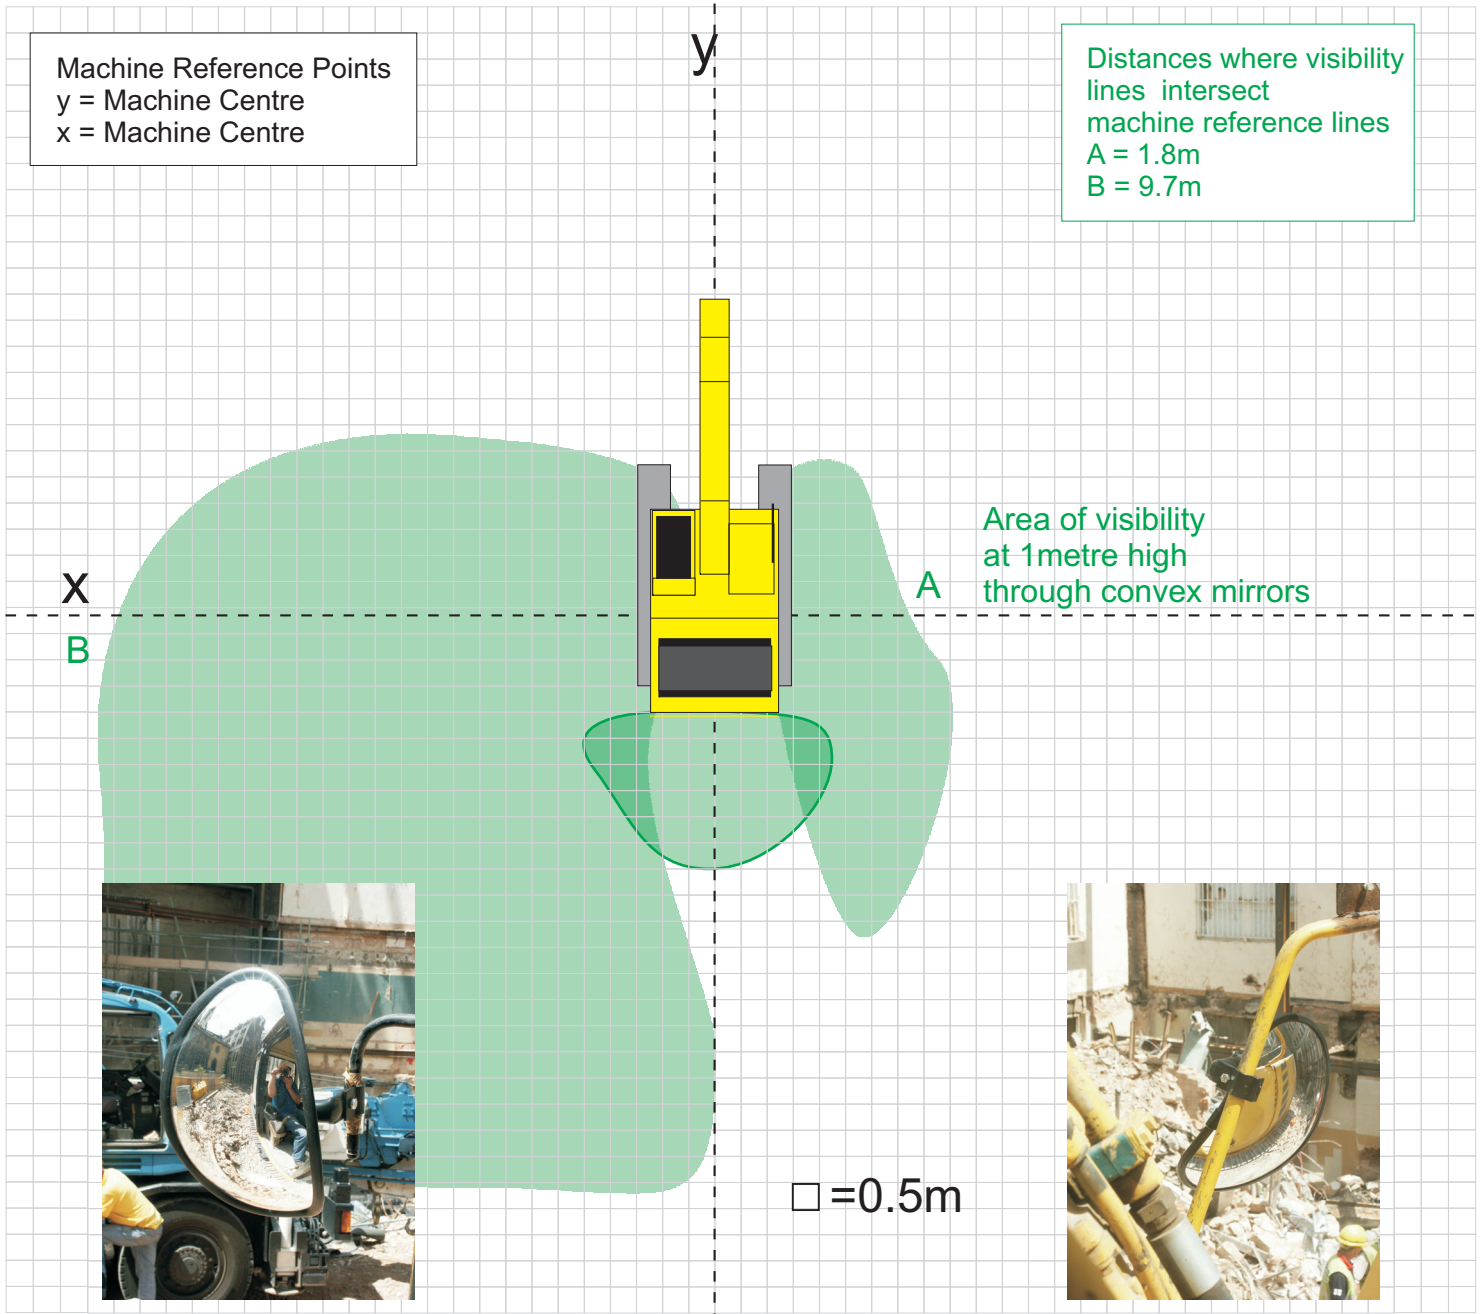 y
Machine Reference Points
y = Machine Centre
x = Machine Centre
Distances where visibility
lines intersect
machine reference lines
A = 1.8m
B = 9.7m
Area of visibility
at 1metre high
through convex mirrors
A
x
B
□ =0.5m